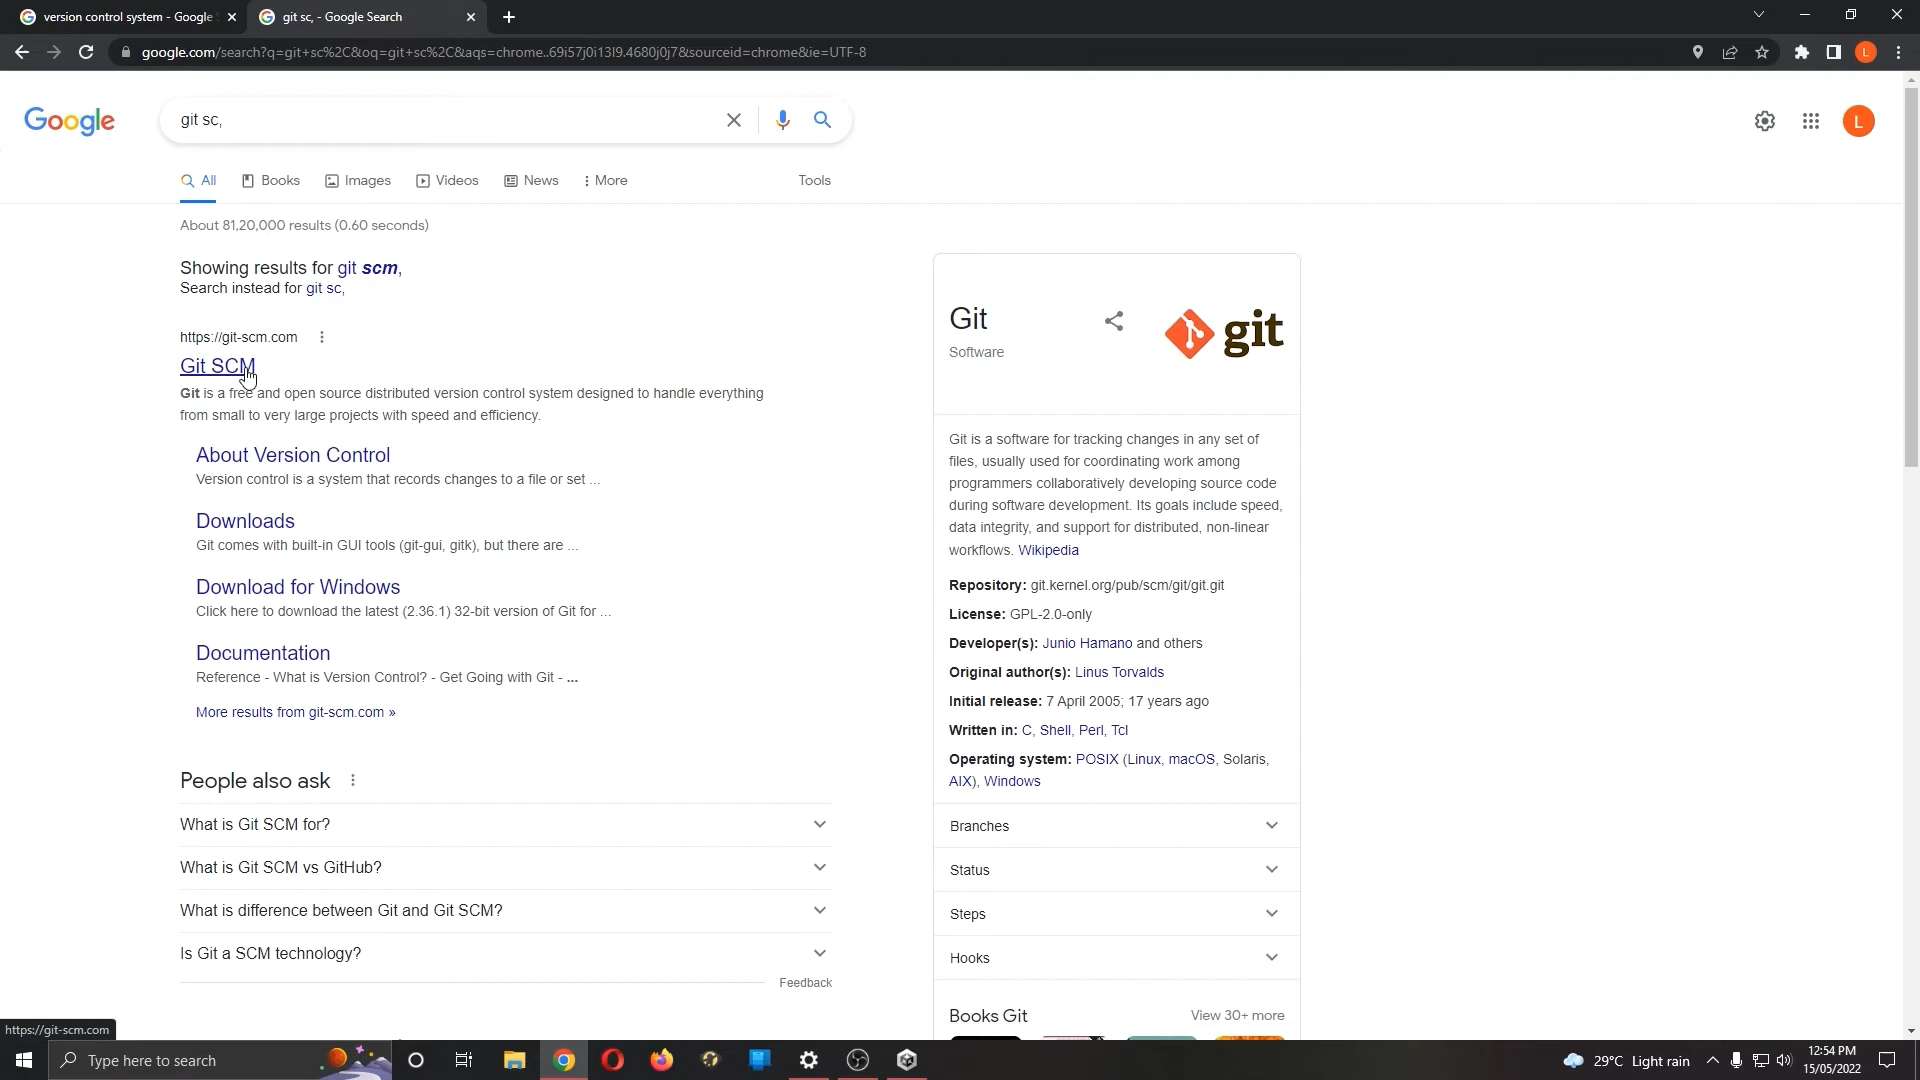 version control system - Google
git sc, - Google Search
google.com/search?q=git+sc%2C&oq=git+sc%2C&aqs=chrome..69i57j0i13l9.4680j0j7&sourceid=chrome&ie=UTF-8
L
Google
git sc,
L
All
Books
Images
Videos
News
More
Tools
About 81,20,000 results (0.60 seconds)
Showing results for git scm,
Search instead for git sc,
https://git-scm.com
Git SCM
Git is a free and open source distributed version control system designed to handle everything
from small to very large projects with speed and efficiency.
About Version Control
Version control is a system that records changes to a file or set ...
Downloads
Git comes with built-in GUI tools (git-gui, gitk), but there are ...
Download for Windows
Click here to download the latest (2.36.1) 32-bit version of Git for ...
Documentation
Reference - What is Version Control? - Get Going with Git - ...
More results from git-scm.com »
People also ask
What is Git SCM for?
What is Git SCM vs GitHub?
What is difference between Git and Git SCM?
Is Git a SCM technology?
Feedback
Git
Software
git
Git is a software for tracking changes in any set of
files, usually used for coordinating work among
programmers collaboratively developing source code
during software development. Its goals include speed,
data integrity, and support for distributed, non-linear
workflows. Wikipedia
Repository: git.kernel.org/pub/scm/git/git.git
License: GPL-2.0-only
Developer(s): Junio Hamano and others
Original author(s): Linus Torvalds
Initial release: 7 April 2005; 17 years ago
Written in: C, Shell, Perl, Tcl
Operating system: POSIX (Linux, macOS, Solaris,
AIX), Windows
Branches
Status
Steps
Hooks
Books Git
View 30+ more
https://git-scm.com
Type here to search
29°C Light rain
12:54 PM
15/05/2022